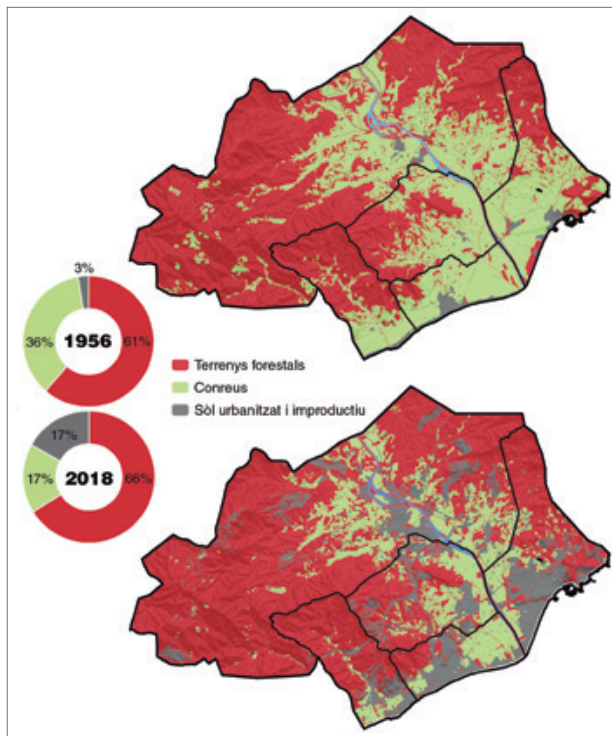 3%
36%
1956
61%
Terrenys forestals
Conreus
Sòl urbanitzat i improductiu
17%
17%
2018
66%